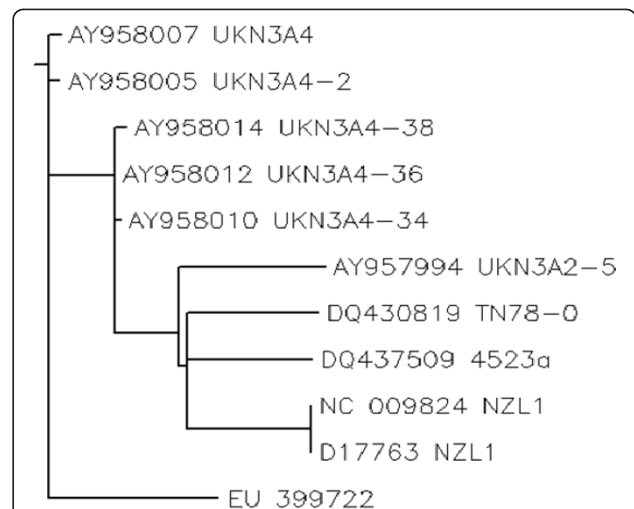 AY958007 UKN3A4
AY958005 UKN3A4-2
AY958014 UKN3A4-38
AY958012 UKN3A4-36
AY958010 UKN3A4-34
AY957994 UKN3A2-5
DQ430819 TN78-0
DQ437509 4523a
NC 009824 NZL1
D17763 NZL1
EU 399722